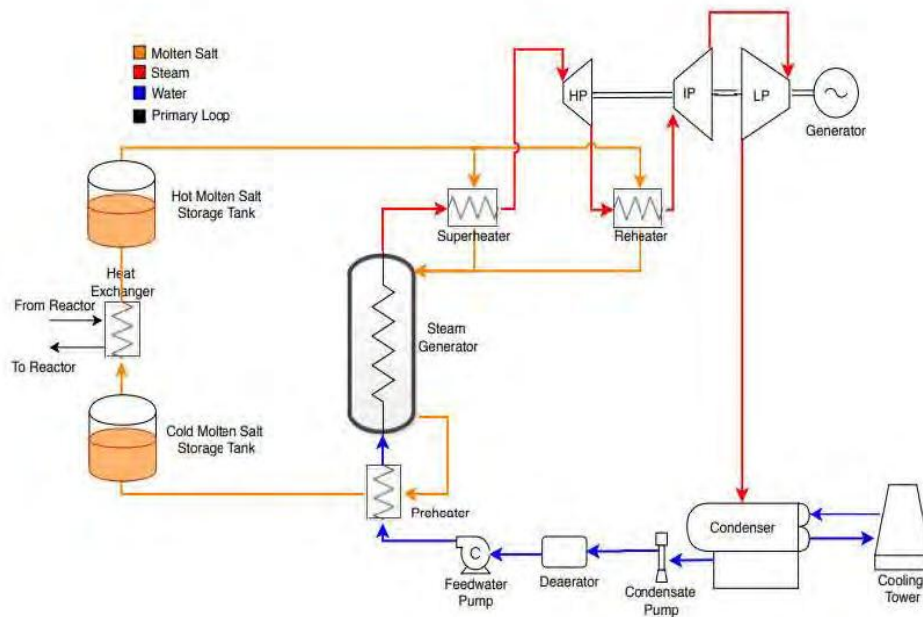 Molten Salt
Steam
Water
Primary Loop
HP
IP
LP
Generator
Hot Molten Salt
Storage Tank
Superheater
Reheater
Heat
Exchanger
From Reactor
To Reactor
Steam
Generator
Cold Molten Salt
Storage Tank
Preheater
Condenser
C
Feedwater
Pump
Deaerator
Condensate
Pump
Cooling
Tower